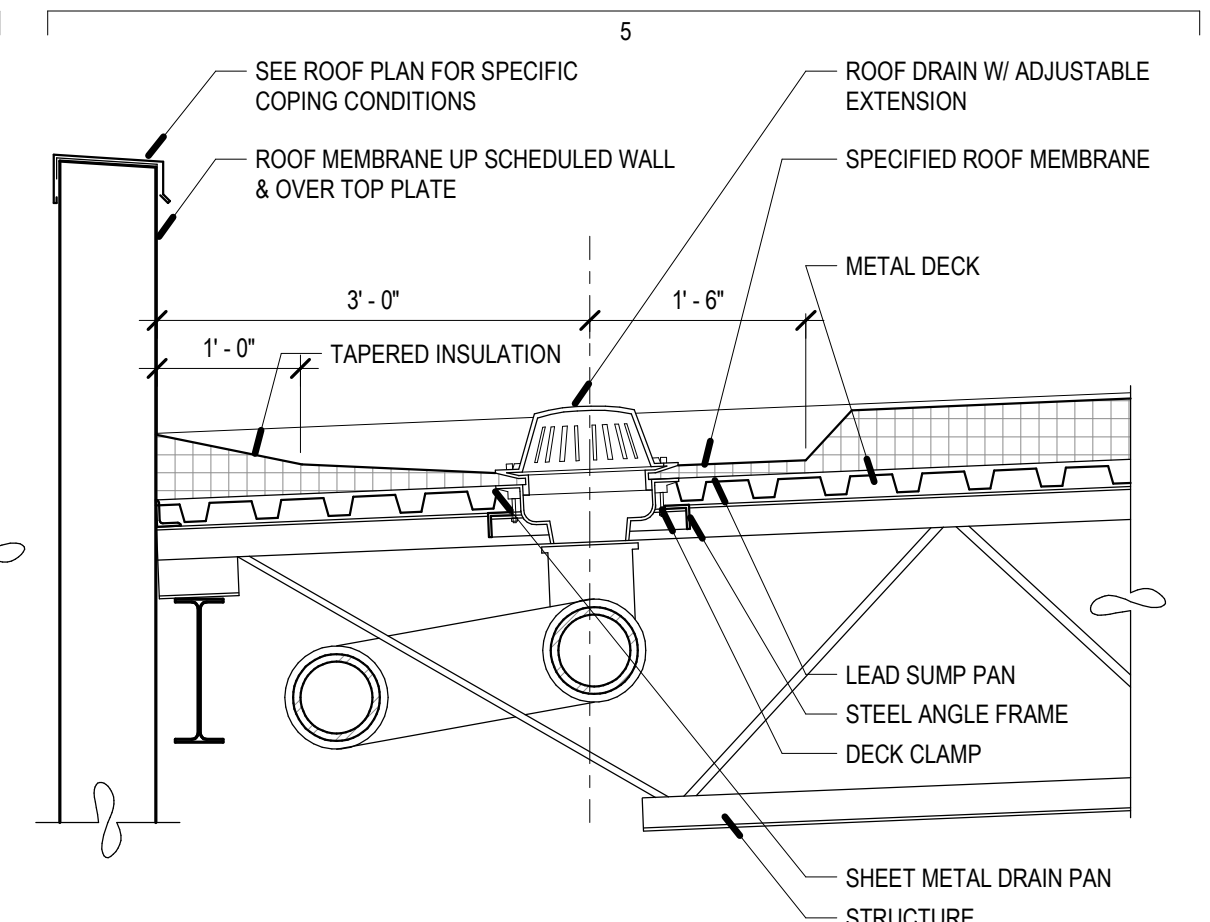 5
SEE ROOF PLAN FOR SPECIFIC
COPING CONDITIONS
ROOF MEMBRANE UP SCHEDULED WALL
& OVER TOP PLATE
ROOF DRAIN W/ ADJUSTABLE
EXTENSION
SPECIFIED ROOF MEMBRANE
METAL DECK
3' - 0"
1' - 6"
1' - 0"
TAPERED INSULATION
LEAD SUMP PAN
STEEL ANGLE FRAME
DECK CLAMP
SHEET METAL DRAIN PAN
STRUCTURE